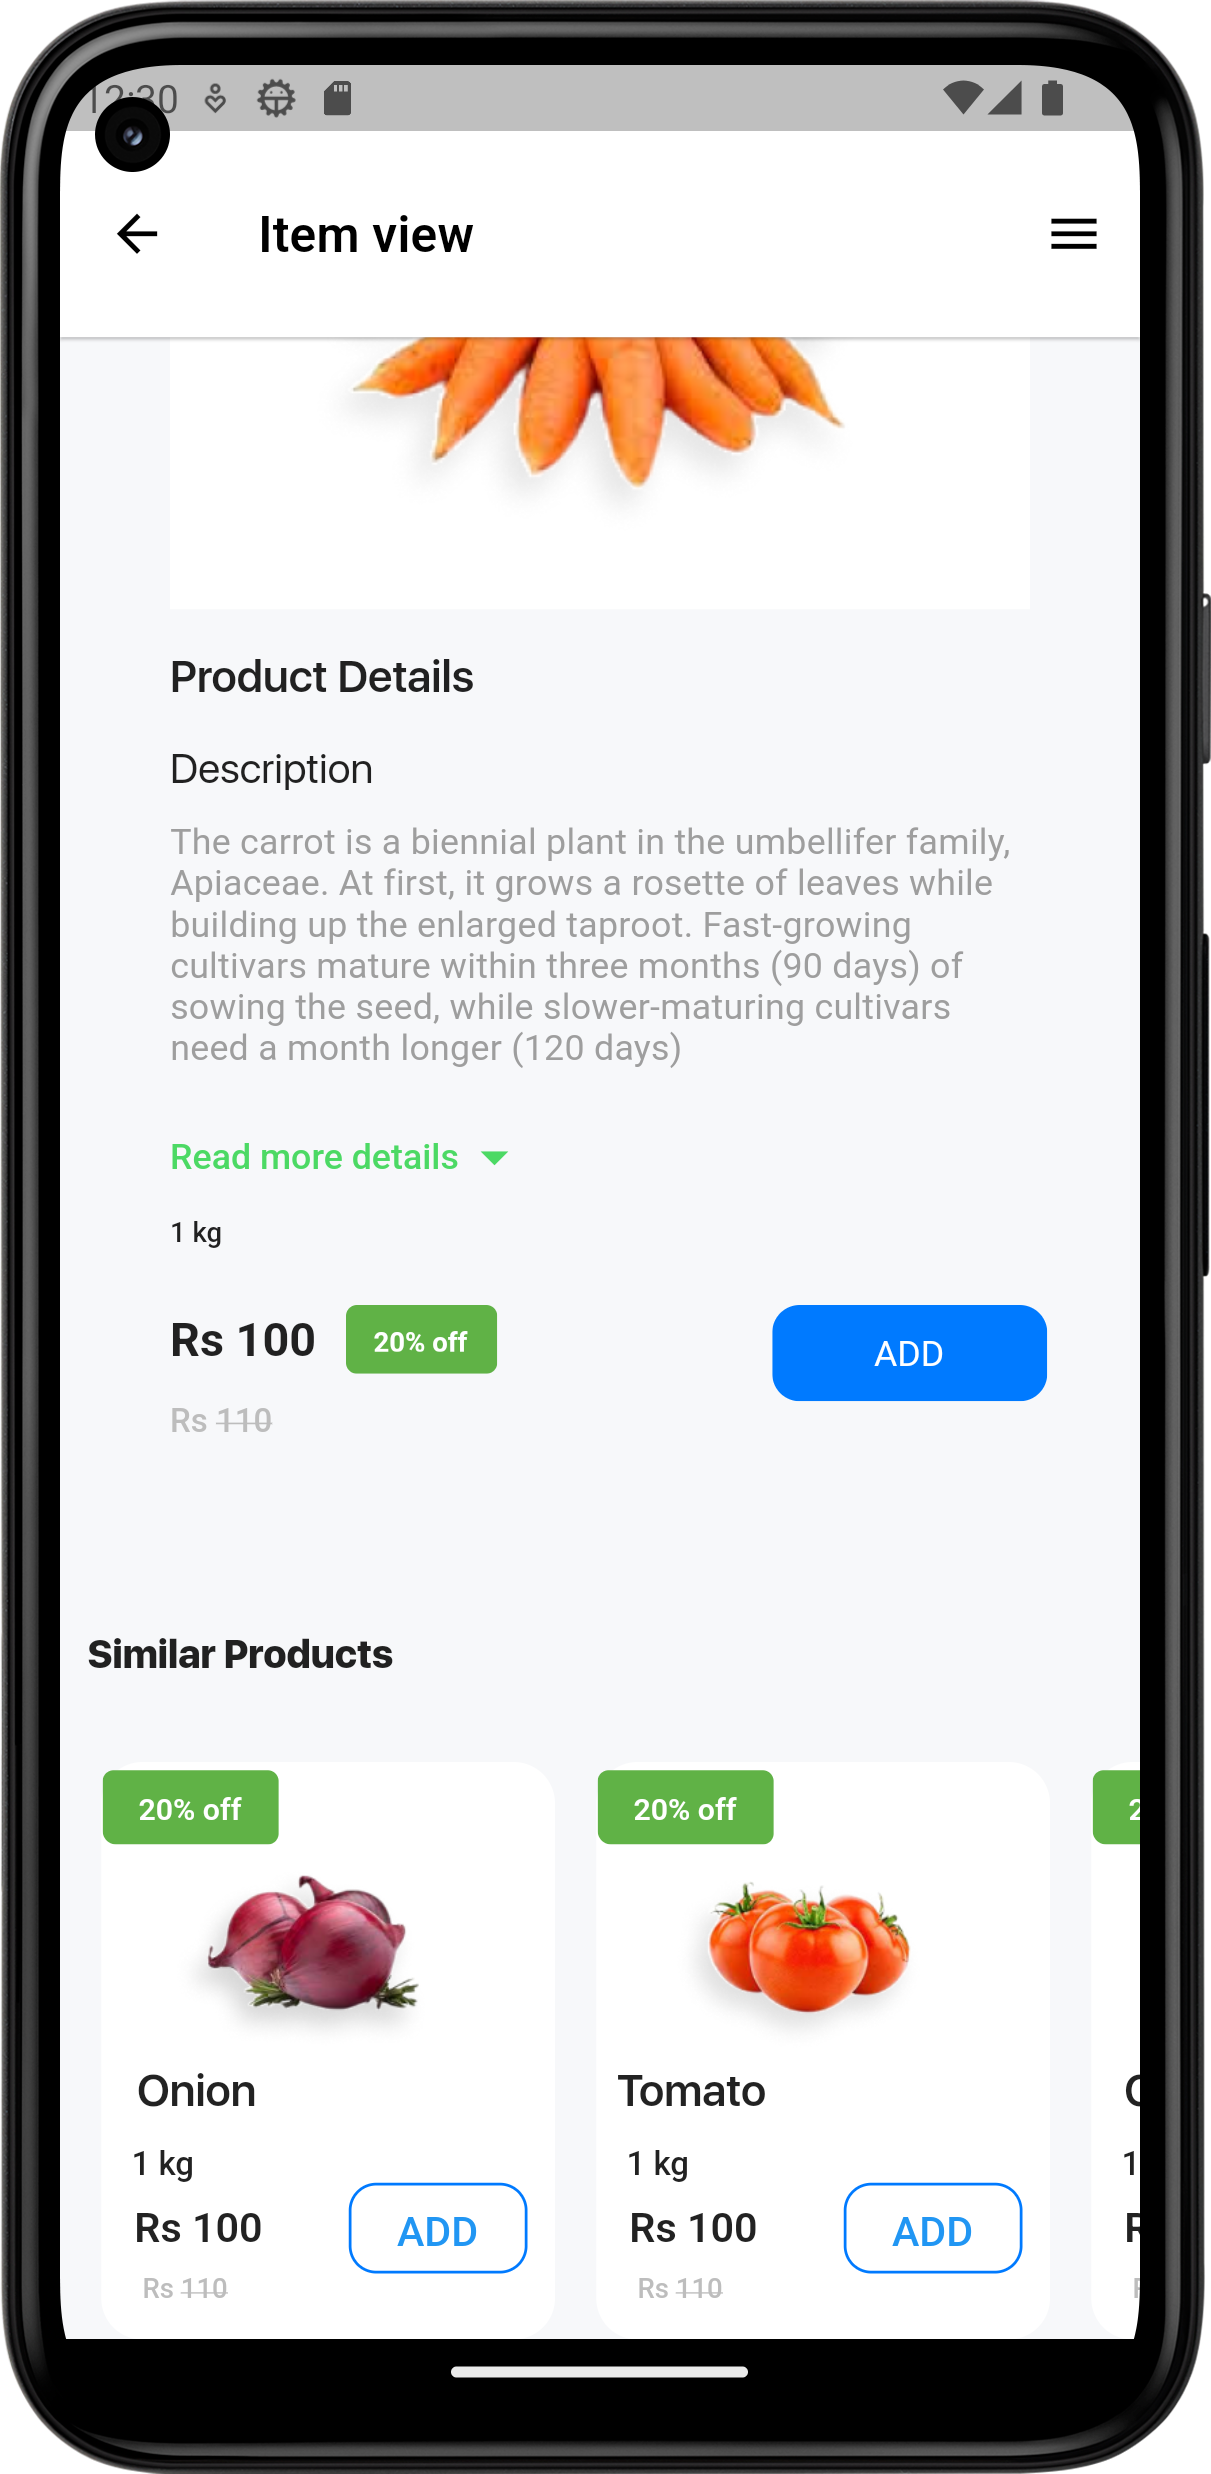 12:30
Item view
Product Details
Description
The carrot is a biennial plant in the umbellifer family,
Apiaceae. At first, it grows a rosette of leaves while
building up the enlarged taproot. Fast-growing
cultivars mature within three months (90 days) of
sowing the seed, while slower-maturing cultivars
need a month longer (120 days)
Read more details
1 kg
Rs 100
20% off
ADD
Rs 110
Similar Products
20% off
20% off
Onion
Tomato
1 kg
1 kg
Rs 100
ADD
Rs 100
ADD
Rs 110
Rs 110